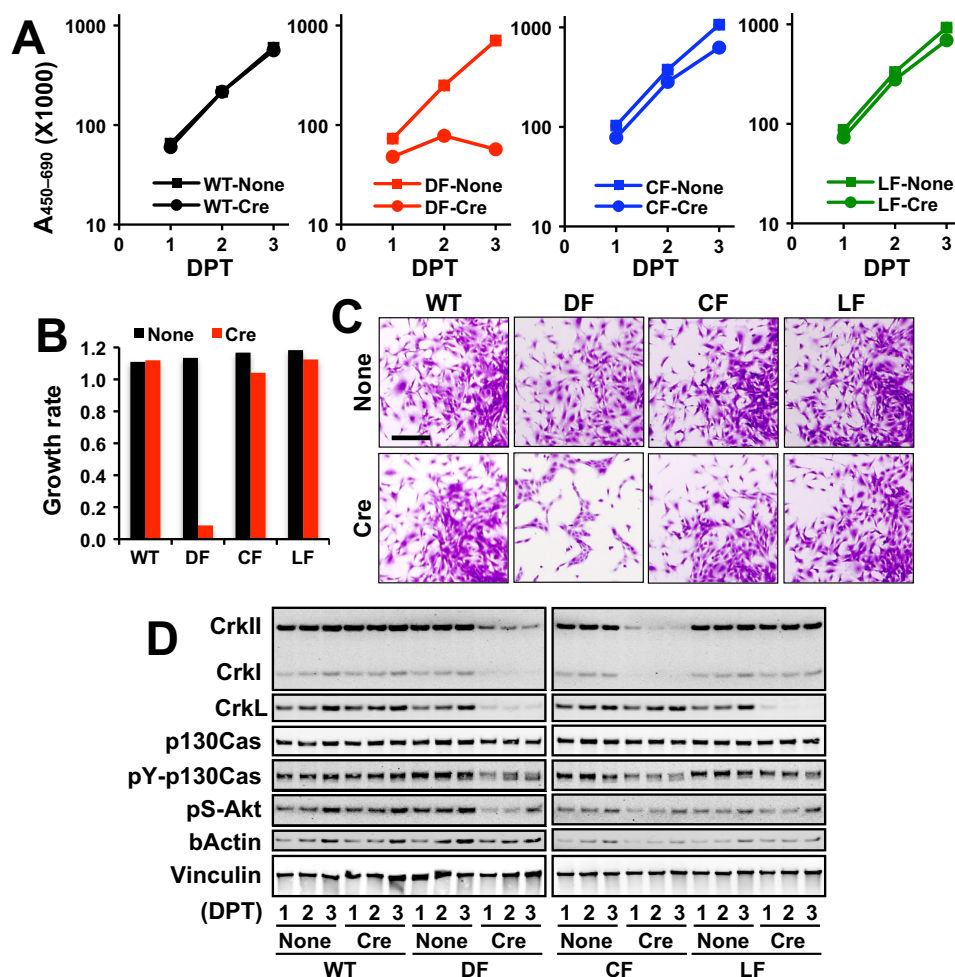 A
A450–690 (X1000)
1000
100
10
0 1 2 3
DPT
WT-None
WT-Cre
1000
100
10
0 1 2 3
DPT
DF-None
DF-Cre
1000
100
10
0 1 2 3
DPT
CF-None
CF-Cre
1000
100
10
0 1 2 3
DPT
LF-None
LF-Cre
B
None Cre
Growth rate
1.2
1.0
0.8
0.6
0.4
0.2
0.0
WT DF CF LF
C
WT DF CF LF
None
Cre
D
CrkII
CrkI
CrkL
p130Cas
pY-p130Cas
pS-Akt
bActin
Vinculin
(DPT) 1 2 3 1 2 3 1 2 3 1 2 3 1 2 3 1 2 3 1 2 3 1 2 3
None Cre None Cre None Cre None Cre
WT DF CF LF